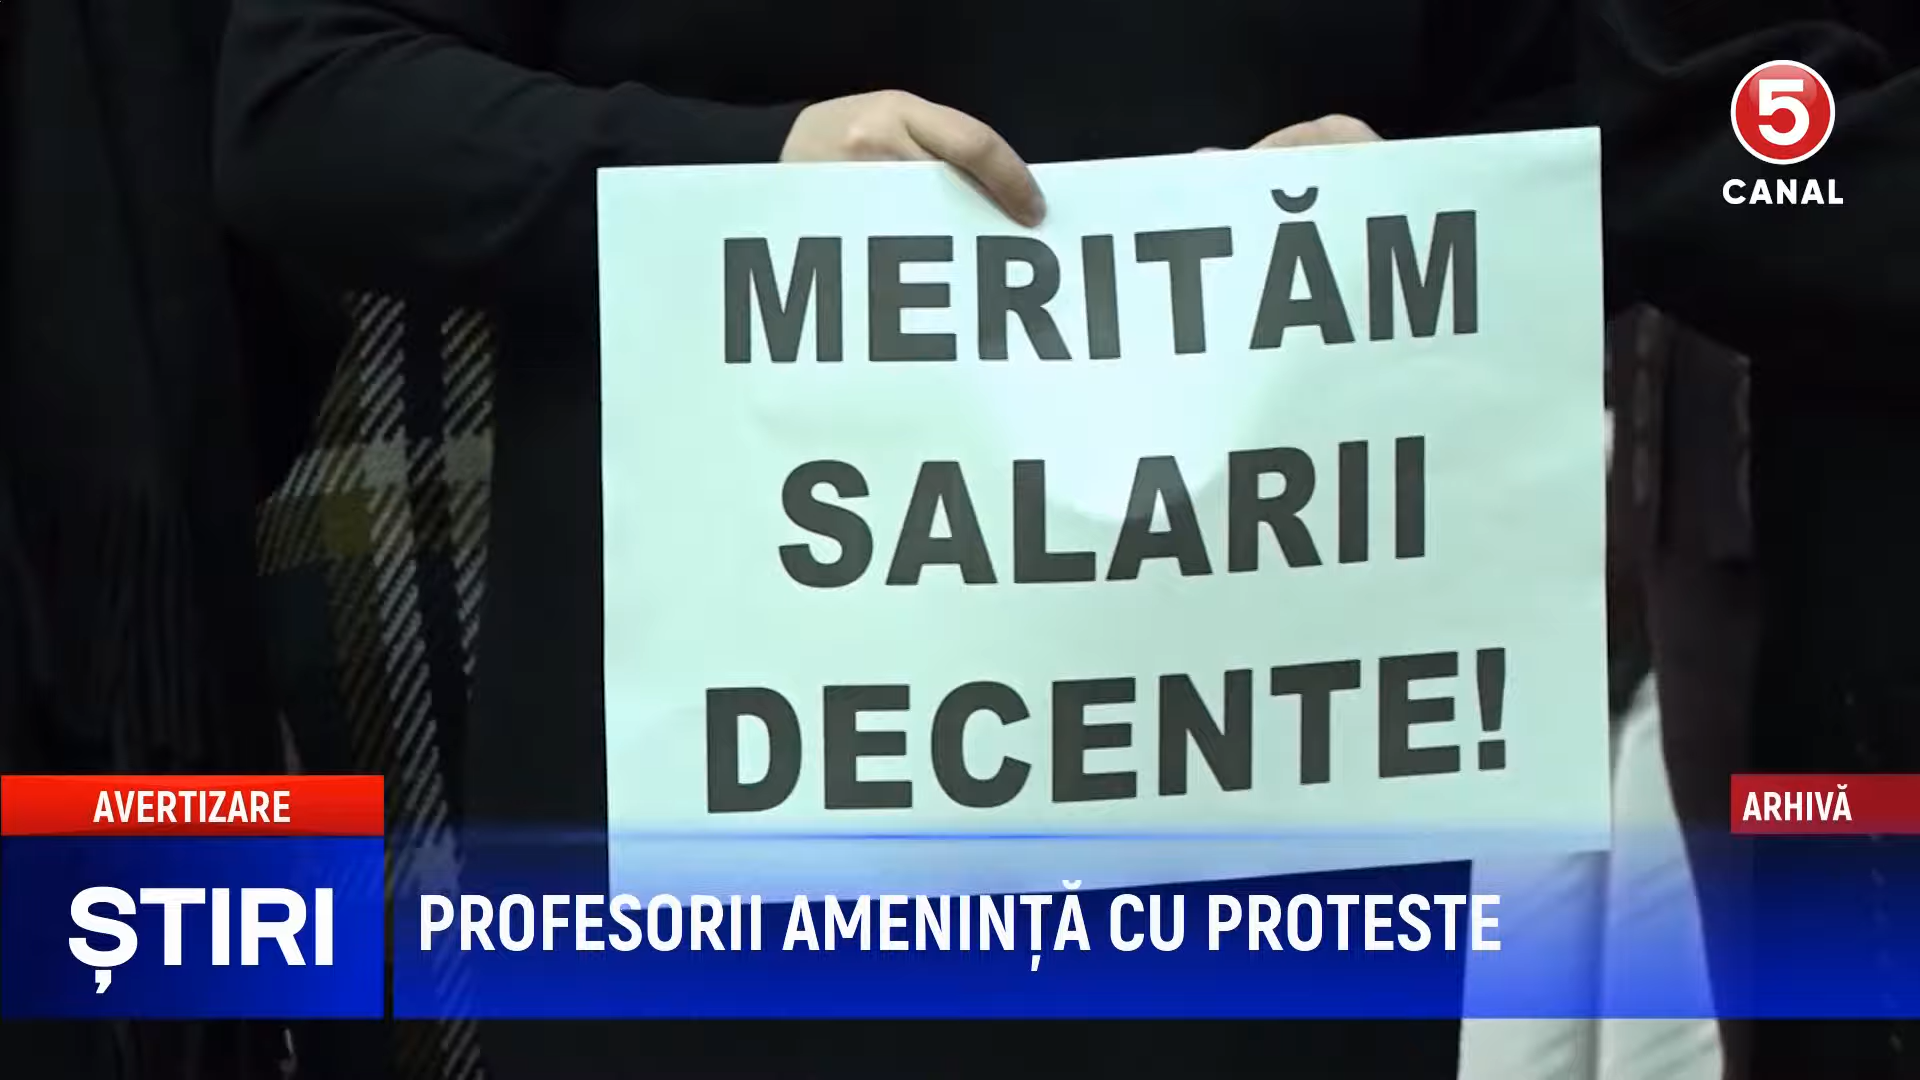 5
CANAL
MERITĂM
SALARII
DECENTE!
AVERTIZARE
ARHIVĂ
ȘTIRI
PROFESORII AMENINȚĂ CU PROTESTE